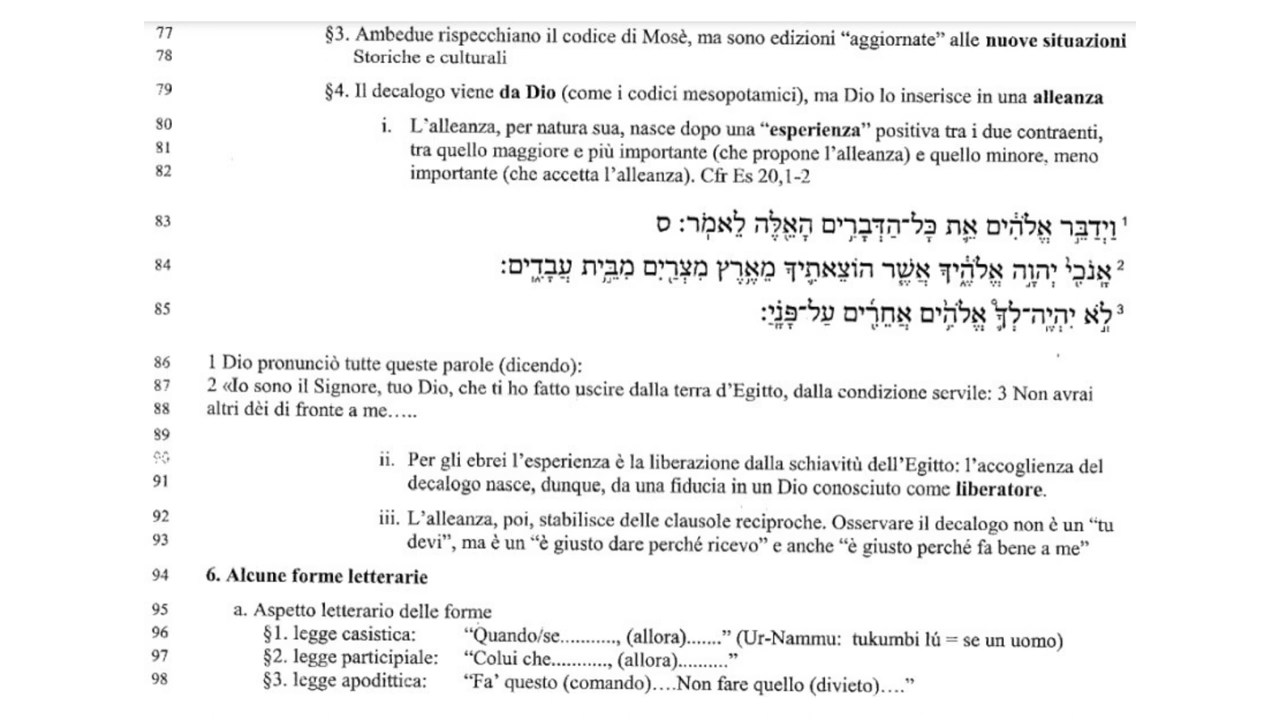 77 §3. Ambedue rispecchiano il codice di Mosè, ma sono edizioni “aggiornate” alle nuove situazioni
78 Storiche e culturali
79 §4. Il decalogo viene da Dio (come i codici mesopotamici), ma Dio lo inserisce in una alleanza
80 i. L’alleanza, per natura sua, nasce dopo una “esperienza” positiva tra i due contraenti,
81 tra quello maggiore e più importante (che propone l’alleanza) e quello minore, meno
82 importante (che accetta l’alleanza). Cfr Es 20,1-2
83 ¹ וַיְדַבֵּ֣ר אֱלֹהִ֔ים אֵ֛ת כָּל־הַדְּבָרִ֥ים הָאֵ֖לֶּה לֵאמֹֽר׃ ס
84 ² אָֽנֹכִ֖י֙ יְהוָ֣ה אֱלֹהֶ֑֔יךָ אֲשֶׁ֧ר הוֹצֵאתִ֛יךָ מֵאֶ֥רֶץ מִצְרַ֖יִם מִבֵּ֣֥ית עֲבָדִֽ֑ים׃
85 ³ לֹֽ֣א יִהְיֶֽה־לְךָ֛֩ אֱלֹהִ֥֨ים אֲחֵרִ֖֜ים עַל־פָּנָֽ͏ַ֗י׃
86 1 Dio pronunciò tutte queste parole (dicendo):
87 2 «Io sono il Signore, tuo Dio, che ti ho fatto uscire dalla terra d’Egitto, dalla condizione servile: 3 Non avrai
88 altri dèi di fronte a me…..
89
90 ii. Per gli ebrei l’esperienza è la liberazione dalla schiavitù dell’Egitto: l’accoglienza del
91 decalogo nasce, dunque, da una fiducia in un Dio conosciuto come liberatore.
92 iii. L’alleanza, poi, stabilisce delle clausole reciproche. Osservare il decalogo non è un “tu
93 devi”, ma è un “è giusto dare perché ricevo” e anche “è giusto perché fa bene a me”
94 6. Alcune forme letterarie
95 a. Aspetto letterario delle forme
96 §1. legge casistica: “Quando/se..........., (allora).......” (Ur-Nammu: tukumbi lú = se un uomo)
97 §2. legge participiale: “Colui che..........., (allora)..........”
98 §3. legge apodittica: “Fa’ questo (comando)….Non fare quello (divieto)….”